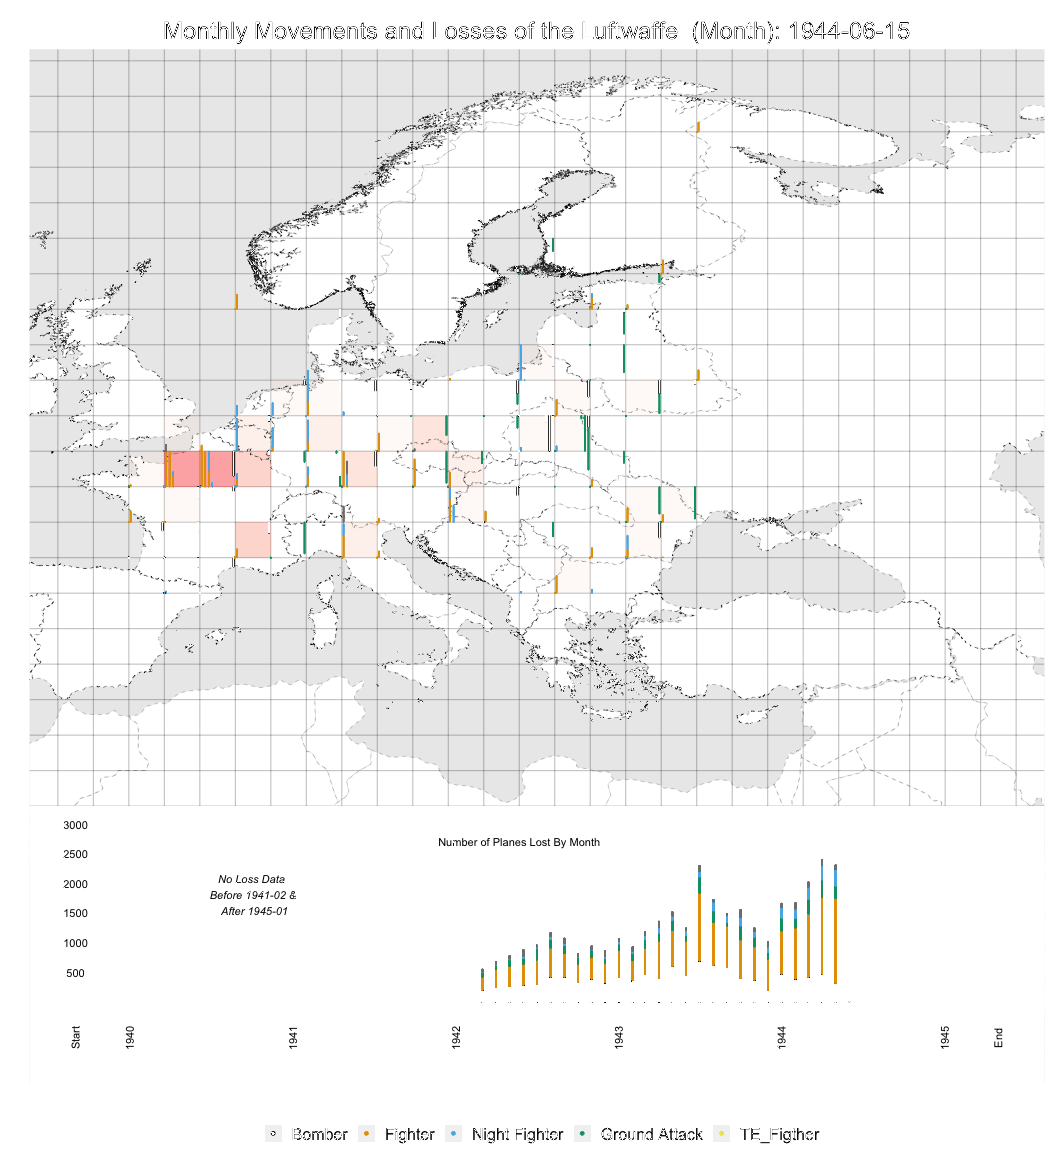 Monthly Movements and Losses of the Luftwaffe (Month): 1944-06-15
3000
Number of Planes Lost By Month
2500
No Loss Data
2000
Before 1941-02 &
After 1945-01
1500
1000
500
Start
1940
1941
1942
1943
1944
1945
End
Bomber Fighter Night Fighter Ground Attack TE_Figther